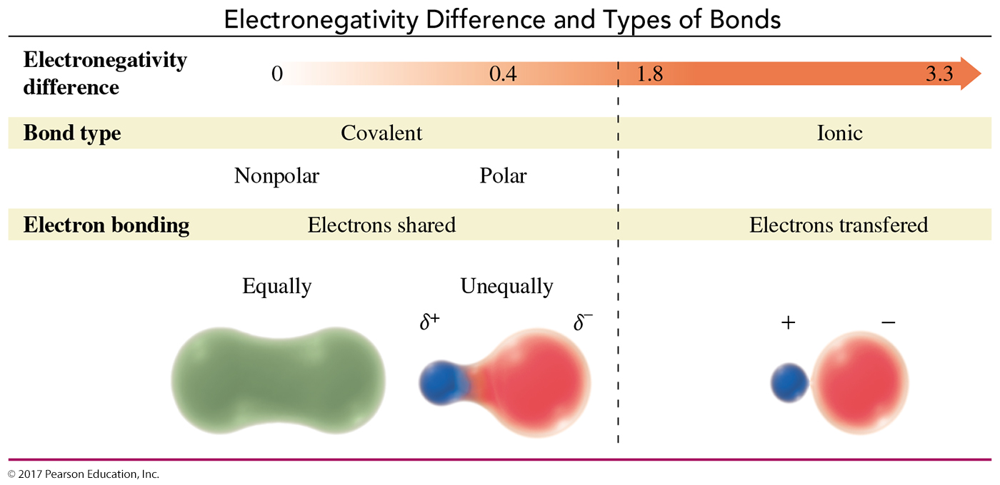 Electronegativity Difference and Types of Bonds
Electronegativity
difference
0 0.4 1.8 3.3
Bond type Covalent Ionic
Nonpolar Polar
Electron bonding Electrons shared Electrons transfered
Equally Unequally
δ+ δ− + −
© 2017 Pearson Education, Inc.